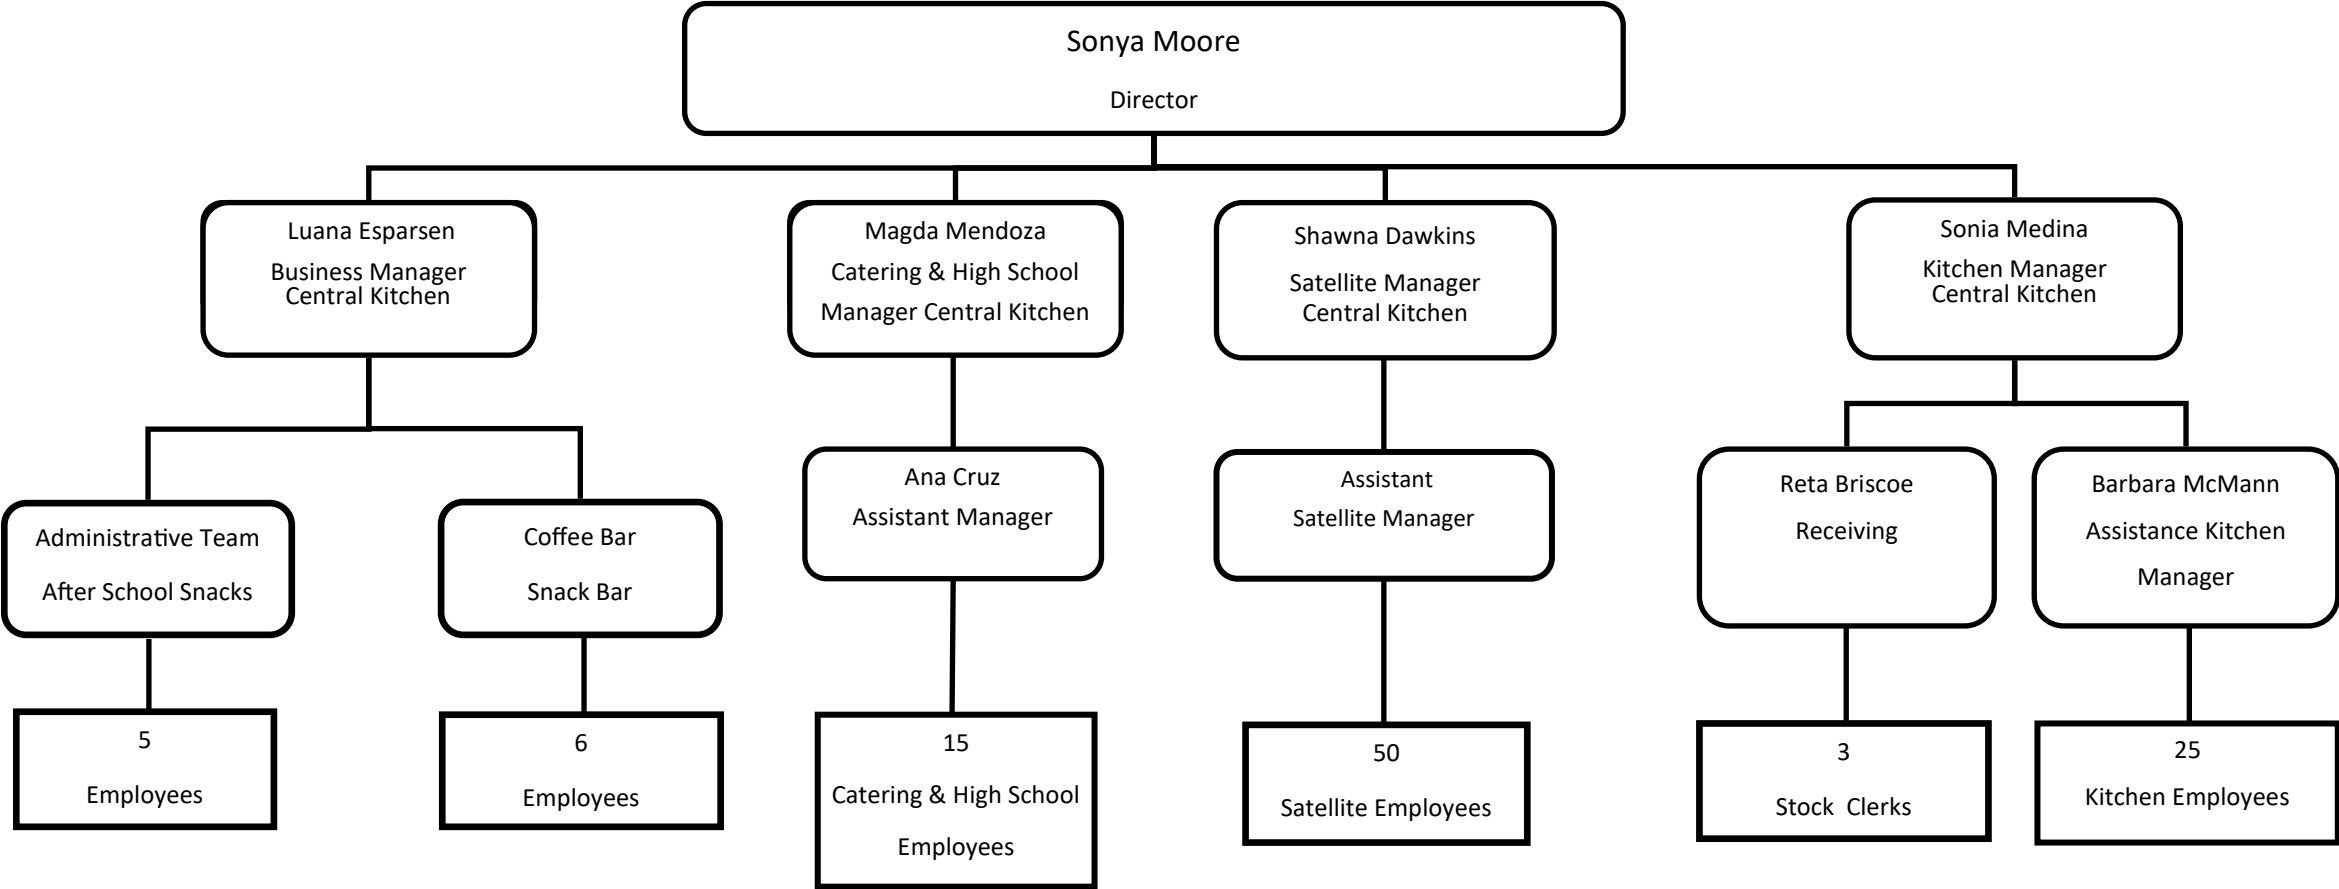 Sonya Moore
Director
Luana Esparsen
Business Manager
Central Kitchen
Magda Mendoza
Catering & High School
Manager Central Kitchen
Shawna Dawkins
Satellite Manager
Central Kitchen
Sonia Medina
Kitchen Manager
Central Kitchen
Administrative Team
After School Snacks
Coffee Bar
Snack Bar
Ana Cruz
Assistant Manager
Assistant
Satellite Manager
Reta Briscoe
Receiving
Barbara McMann
Assistance Kitchen
Manager
5
Employees
6
Employees
15
Catering & High School
Employees
50
Satellite Employees
3
Stock Clerks
25
Kitchen Employees